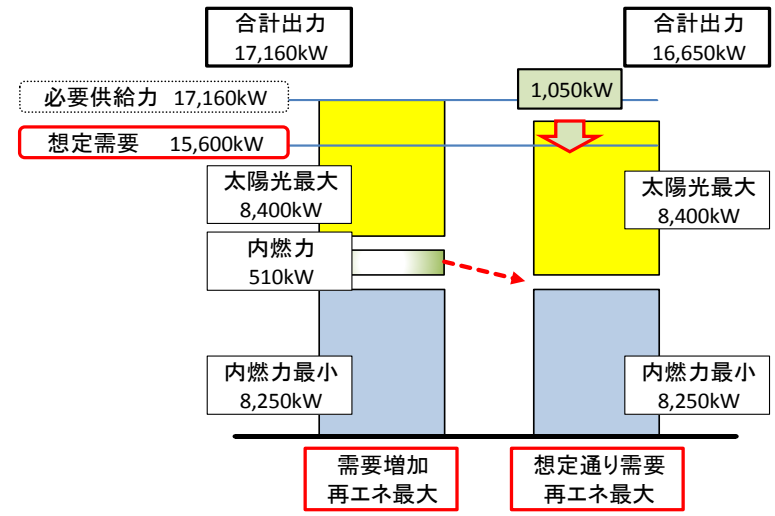 合計出力
17,160kW
合計出力
16,650kW
必要供給力 17,160kW
1,050kW
想定需要 15,600kW
太陽光最大
8,400kW
太陽光最大
8,400kW
内燃力
510kW
内燃力最小
8,250kW
内燃力最小
8,250kW
需要増加
再エネ最大
想定通り需要
再エネ最大